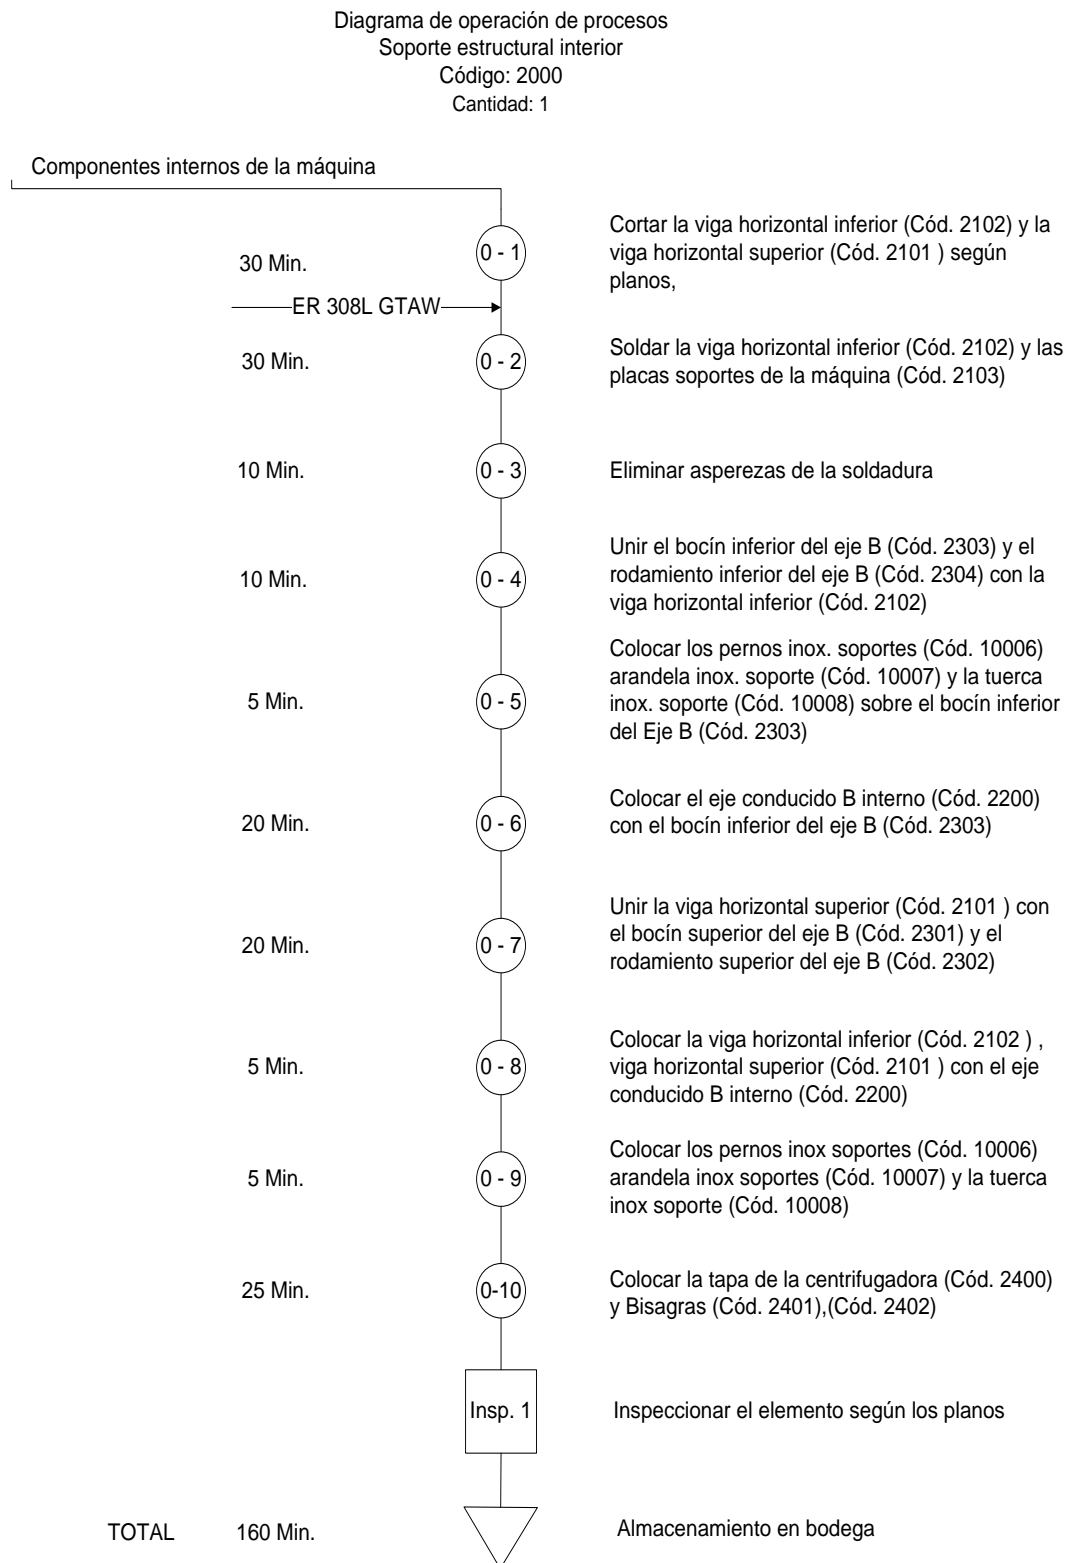 Diagrama de operación de procesos
Soporte estructural interior
Código: 2000
Cantidad: 1
Componentes internos de la máquina
30 Min.
0 - 1
Cortar la viga horizontal inferior (Cód. 2102) y la
viga horizontal superior (Cód. 2101 ) según
planos,
ER 308L GTAW
30 Min.
0 - 2
Soldar la viga horizontal inferior (Cód. 2102) y las
placas soportes de la máquina (Cód. 2103)
10 Min.
0 - 3
Eliminar asperezas de la soldadura
10 Min.
0 - 4
Unir el bocín inferior del eje B (Cód. 2303) y el
rodamiento inferior del eje B (Cód. 2304) con la
viga horizontal inferior (Cód. 2102)
5 Min.
0 - 5
Colocar los pernos inox. soportes (Cód. 10006)
arandela inox. soporte (Cód. 10007) y la tuerca
inox. soporte (Cód. 10008) sobre el bocín inferior
del Eje B (Cód. 2303)
20 Min.
0 - 6
Colocar el eje conducido B interno (Cód. 2200)
con el bocín inferior del eje B (Cód. 2303)
20 Min.
0 - 7
Unir la viga horizontal superior (Cód. 2101 ) con
el bocín superior del eje B (Cód. 2301) y el
rodamiento superior del eje B (Cód. 2302)
5 Min.
0 - 8
Colocar la viga horizontal inferior (Cód. 2102 ) ,
viga horizontal superior (Cód. 2101 ) con el eje
conducido B interno (Cód. 2200)
5 Min.
0 - 9
Colocar los pernos inox soportes (Cód. 10006)
arandela inox soportes (Cód. 10007) y la tuerca
inox soporte (Cód. 10008)
25 Min.
0-10
Colocar la tapa de la centrifugadora (Cód. 2400)
y Bisagras (Cód. 2401),(Cód. 2402)
Insp. 1
Inspeccionar el elemento según los planos
TOTAL 160 Min.
Almacenamiento en bodega